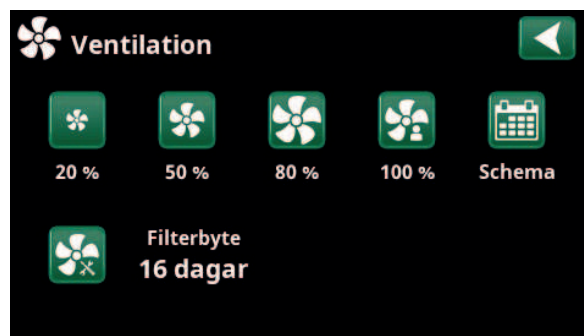 Ventilation
20 %
50 %
80 %
100 %
Schema
Filterbyte
16 dagar